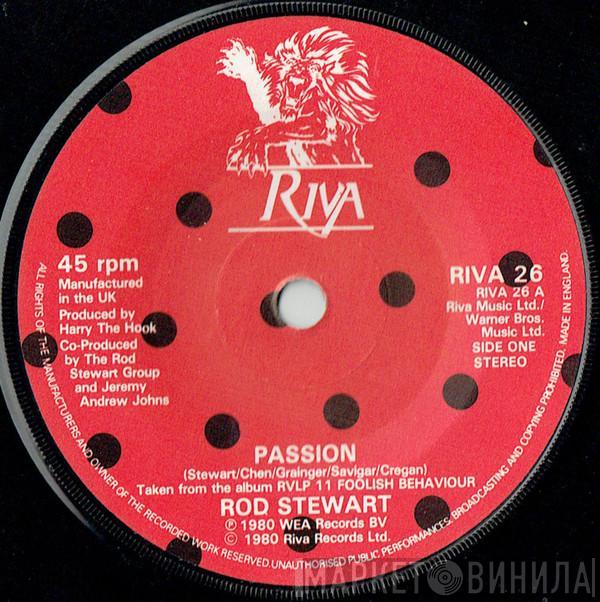 RIVA
45 rpm
Manufactured
in the UK
Produced by
Harry The Hook
Co-Produced
by The Rod
Stewart Group
and Jeremy
Andrew Johns
RIVA 26
RIVA 26 A
Riva Music Ltd./
Warner Bros.
Music Ltd.
SIDE ONE
STEREO
PASSION
(Stewart/Chen/Grainger/Savigar/Cregan)
Taken from the album RVLP 11 FOOLISH BEHAVIOUR
ROD STEWART
℗ 1980 WEA Records BV
© 1980 Riva Records Ltd.
ALL RIGHTS OF THE MANUFACTURERS AND OWNER OF THE RECORDED WORK RESERVED. UNAUTHORISED PUBLIC PERFORMANCES. BROADCASTING AND COPYING PROHIBITED. MADE IN ENGLAND.
МАРКЕТ ВИНИЛА